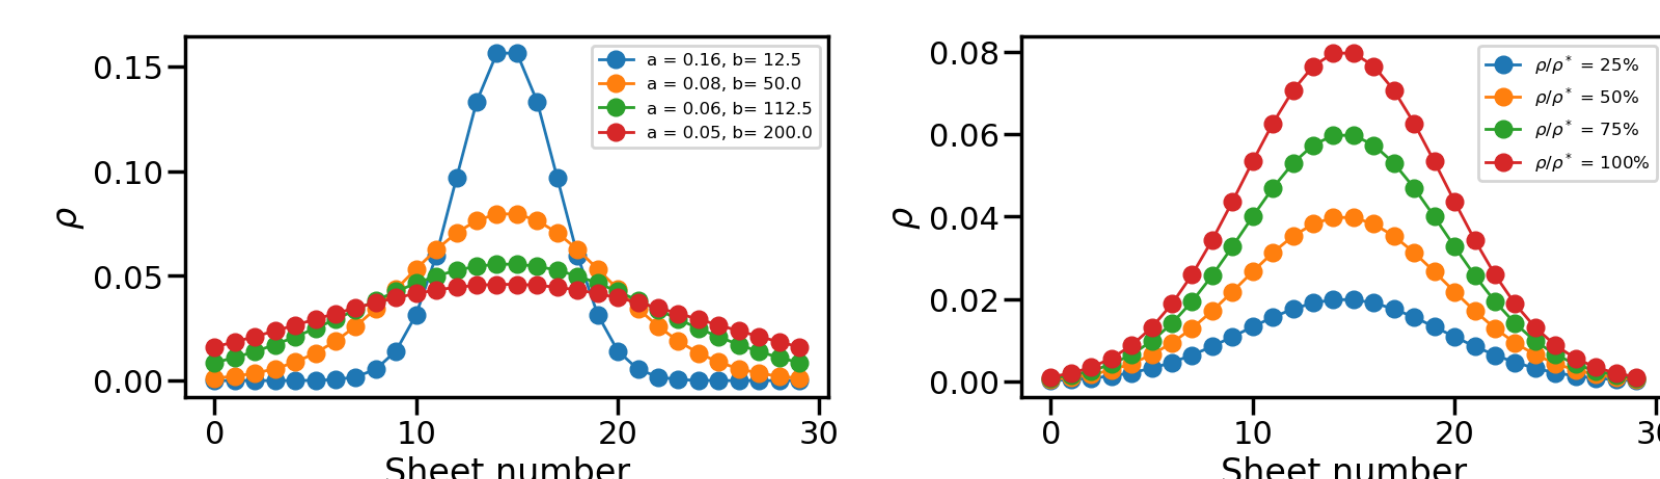 0.15
0.10
0.05
0.00
ρ
a = 0.16, b= 12.5
a = 0.08, b= 50.0
a = 0.06, b= 112.5
a = 0.05, b= 200.0
0 10 20 30
Sheet number
0.08
0.06
0.04
0.02
0.00
ρ
ρ/ρ* = 25%
ρ/ρ* = 50%
ρ/ρ* = 75%
ρ/ρ* = 100%
0 10 20 30
Sheet number